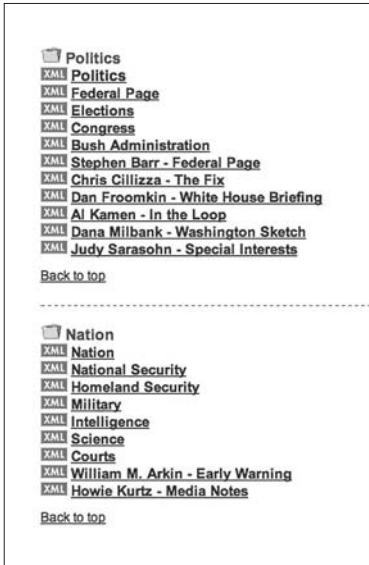 Politics
XML Politics
XML Federal Page
XML Elections
XML Congress
XML Bush Administration
XML Stephen Barr - Federal Page
XML Chris Cillizza - The Fix
XML Dan Froomkin - White House Briefing
XML Al Kamen - In the Loop
XML Dana Milbank - Washington Sketch
XML Judy Sarasohn - Special Interests
Back to top
Nation
XML Nation
XML National Security
XML Homeland Security
XML Military
XML Intelligence
XML Science
XML Courts
XML William M. Arkin - Early Warning
XML Howie Kurtz - Media Notes
Back to top